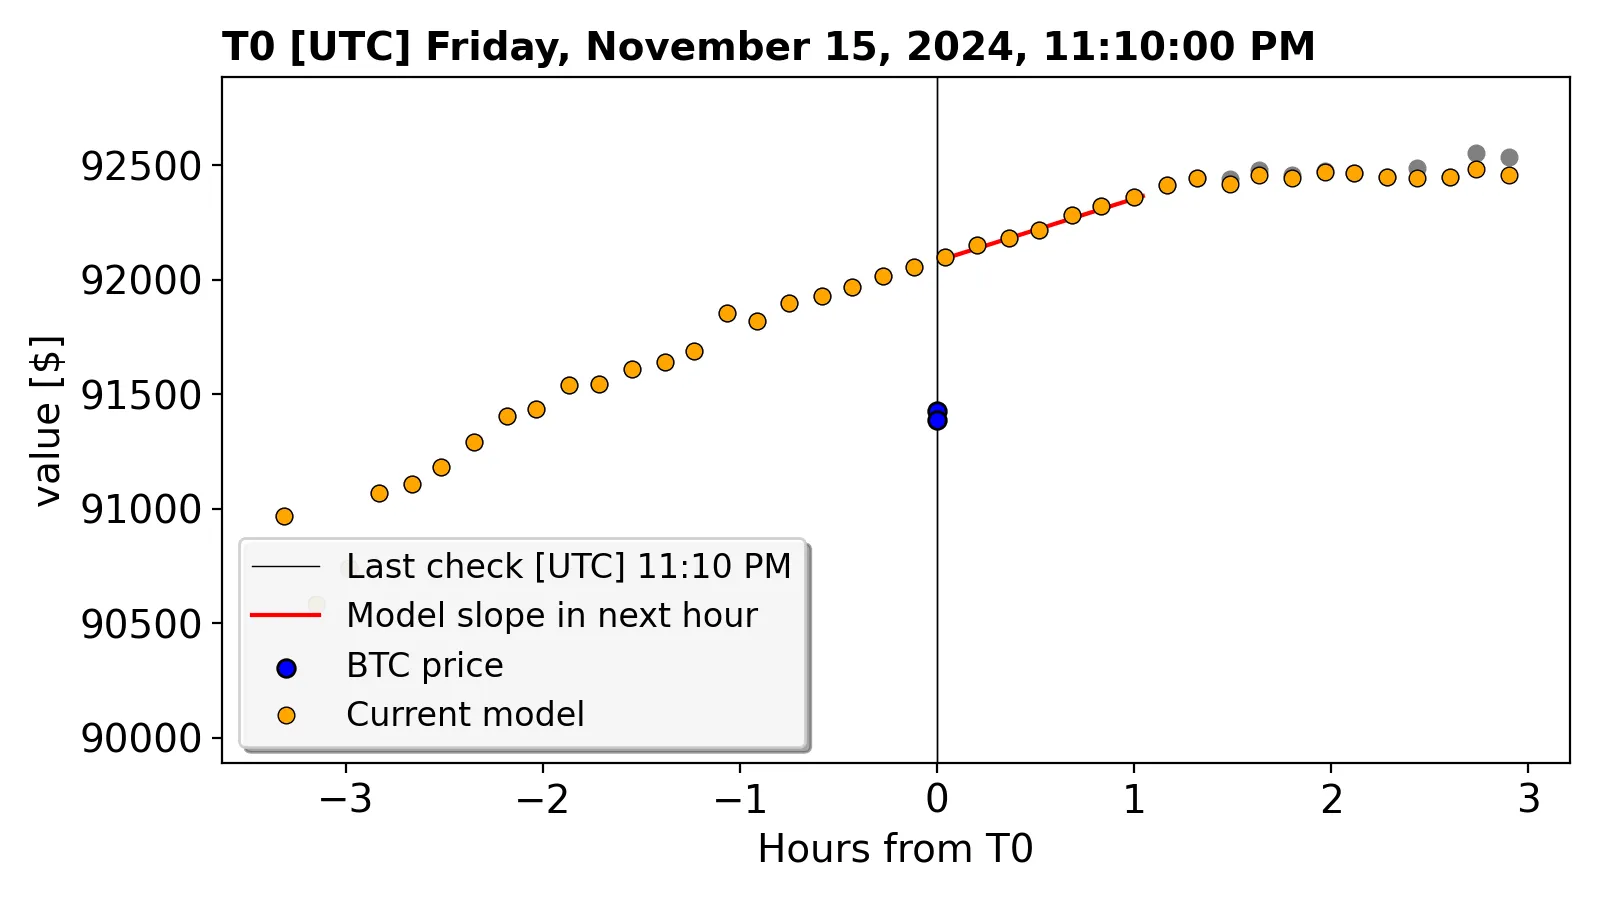 T0 [UTC] Friday, November 15, 2024, 11:10:00 PM
value [$]
92500
92000
91500
91000
90500
90000
Last check [UTC] 11:10 PM
Model slope in next hour
BTC price
Current model
−3 −2 −1 0 1 2 3
Hours from T0